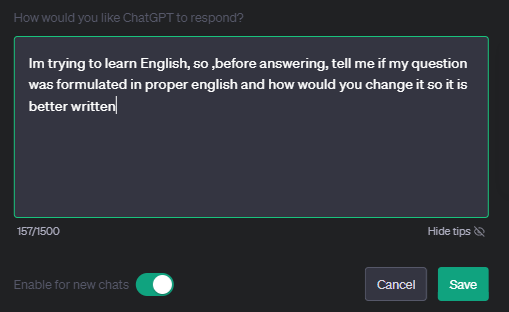 How would you like ChatGPT to respond?
Im trying to learn English, so ,before answering, tell me if my question
was formulated in proper english and how would you change it so it is
better written
157/1500
Hide tips
Enable for new chats
Cancel
Save